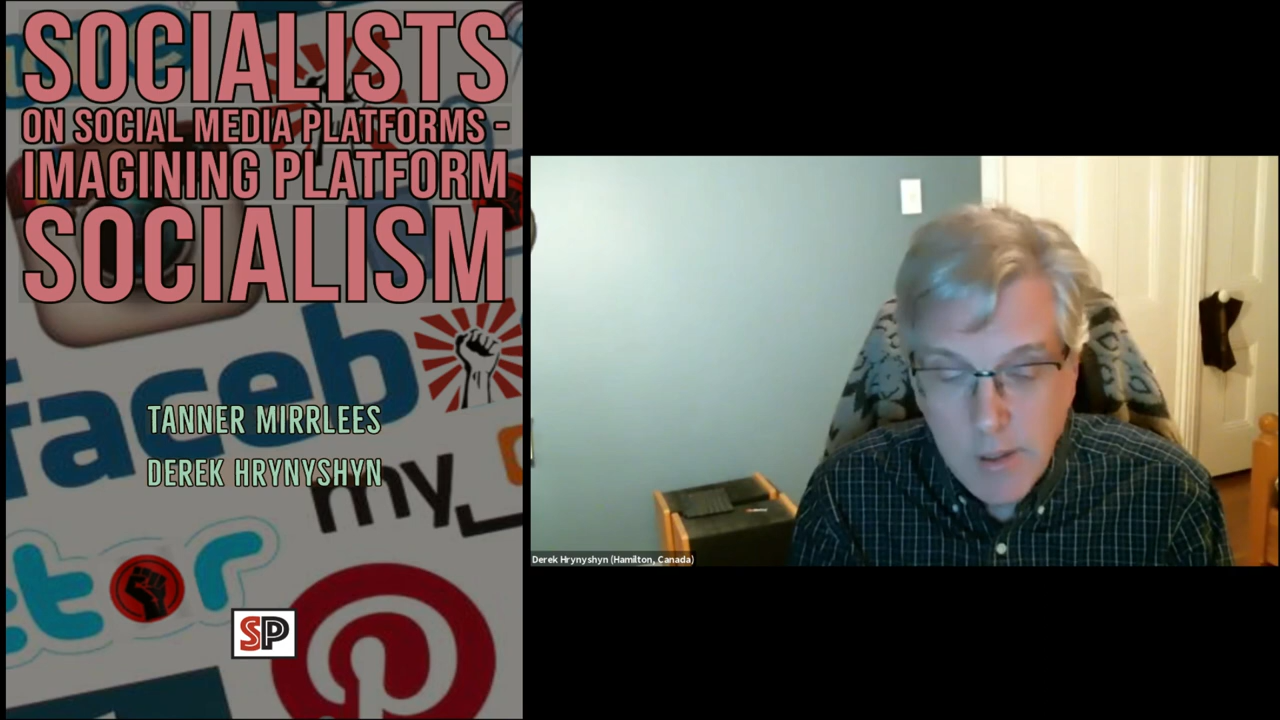 SOCIALISTS
ON SOCIAL MEDIA PLATFORMS -
IMAGINING PLATFORM
SOCIALISM
faceb
TANNER MIRRLEES
DEREK HRYNYSHYN
my
SP
Derek Hrynyshyn (Hamilton, Canada)